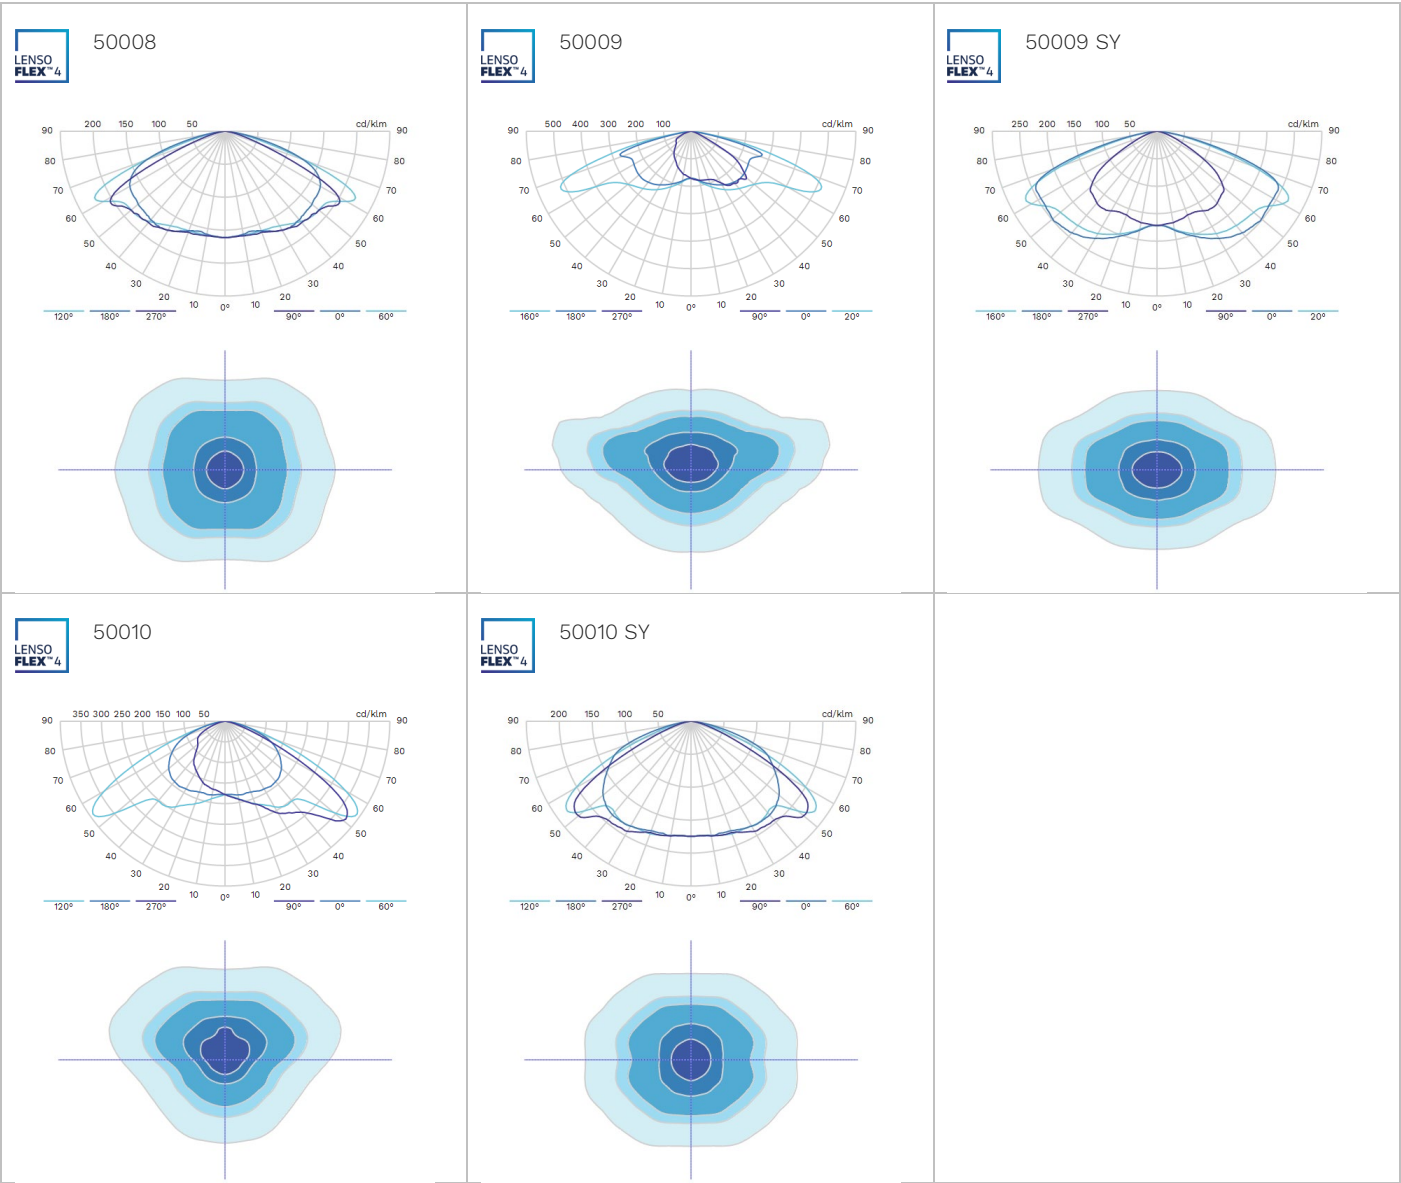 50008
LENSO
FLEX™4
200 150 100 50 cd/klm
90 90
80 80
70 70
60 60
50 50
40 40
30 30
20 20
10 0° 10
120° 180° 270° 90° 0° 60°
50009
LENSO
FLEX™4
500 400 300 200 100 cd/klm
90 90
80 80
70 70
60 60
50 50
40 40
30 30
20 20
10 0° 10
160° 180° 270° 90° 0° 20°
50009 SY
LENSO
FLEX™4
250 200 150 100 50 cd/klm
90 90
80 80
70 70
60 60
50 50
40 40
30 30
20 20
10 0° 10
160° 180° 270° 90° 0° 20°
50010
LENSO
FLEX™4
350 300 250 200 150 100 50 cd/klm
90 90
80 80
70 70
60 60
50 50
40 40
30 30
20 20
10 0° 10
120° 180° 270° 90° 0° 60°
50010 SY
LENSO
FLEX™4
200 150 100 50 cd/klm
90 90
80 80
70 70
60 60
50 50
40 40
30 30
20 20
10 0° 10
120° 180° 270° 90° 0° 60°